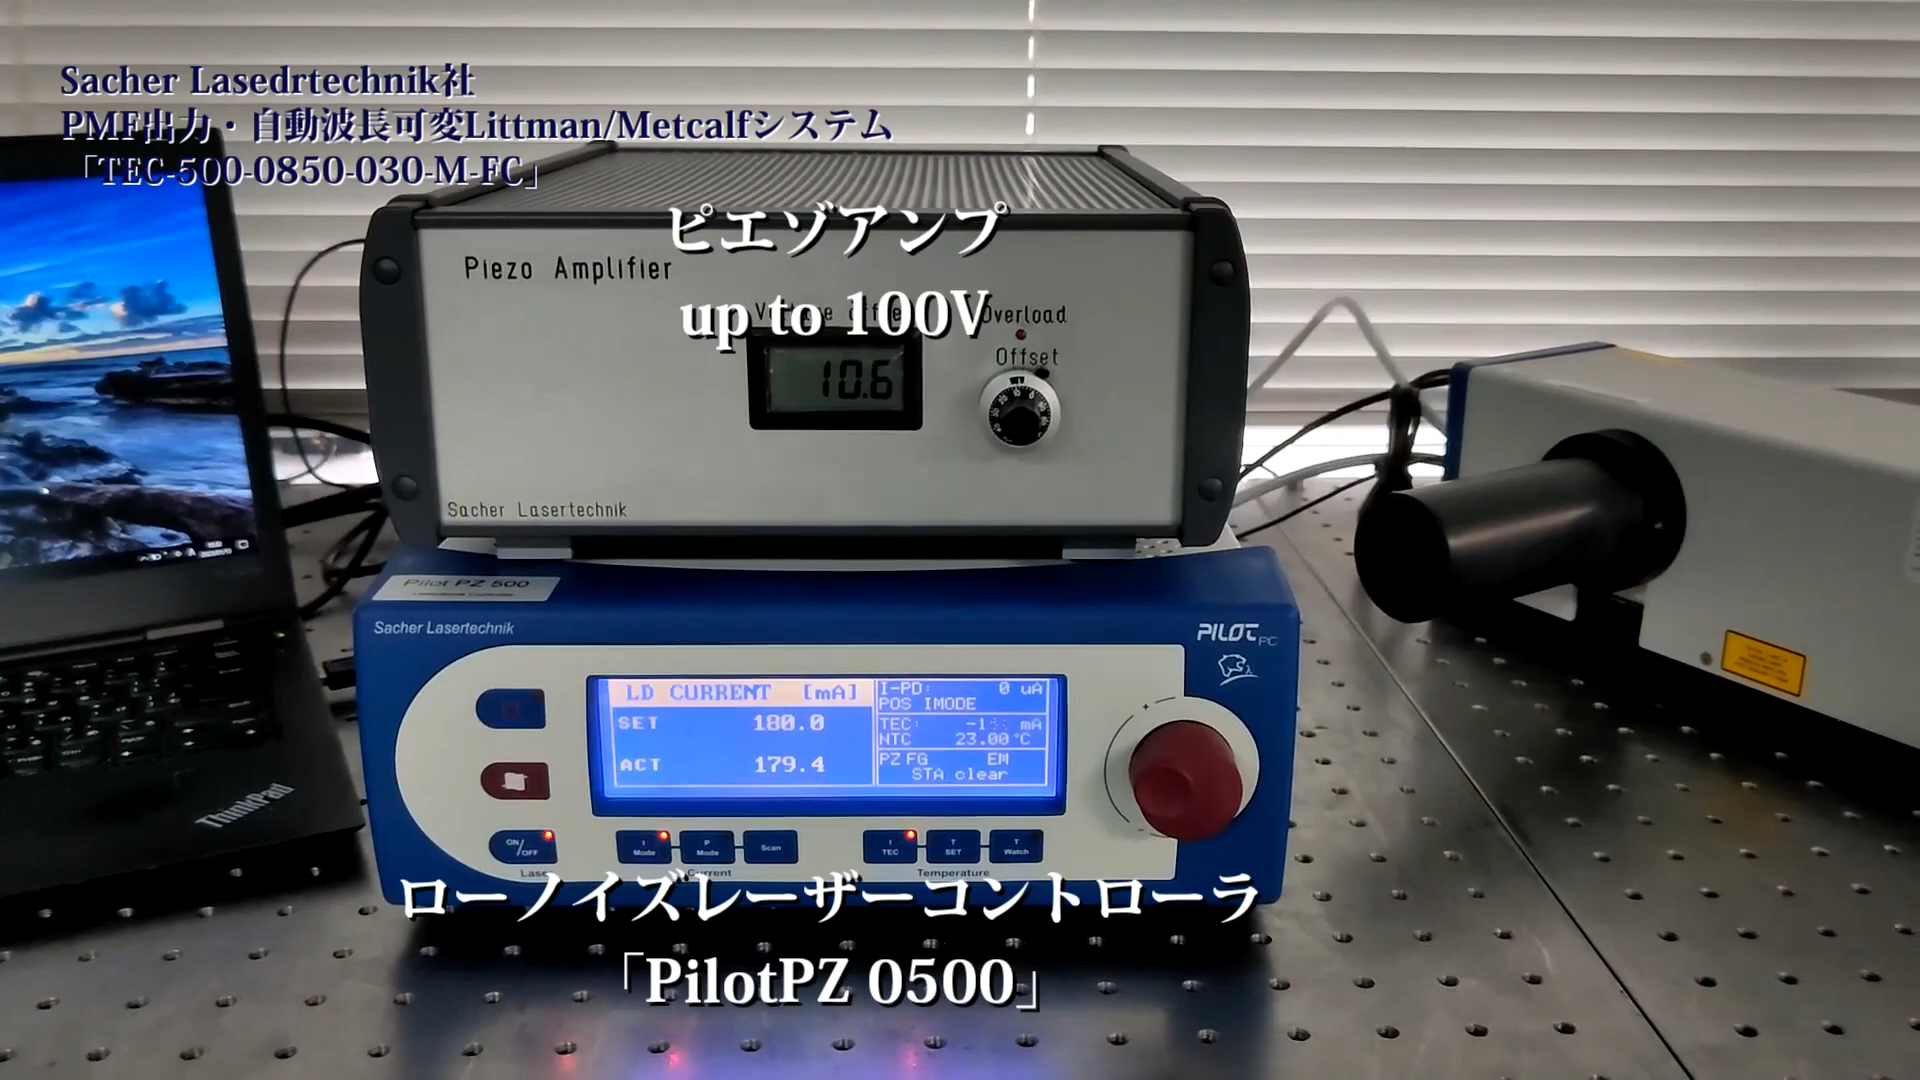 Sacher Lasedrtechnik社
PMF出力・自動波長可変Littman/Metcalfシステム
「TEC-500-0850-030-M-FC」
ピエゾアンプ
up to 100V
Piezo Amplifier
Overload
Offset
10.6
Sacher Lasertechnik
Pilot PZ 500
Sacher Lasertechnik
PILOT PC
LD CURRENT [mA]
SET 180.0
ACT 179.4
I-PD: 0 uA
POS IMODE
TEC: mA
NTC 23.00 °C
PZ FG EM
STA clear
ON/OFF
I Mode
P Mode
Scan
I TEC
T SET
T Watch
Temperature
ThinkPad
ローノイズレーザーコントローラ
「PilotPZ 0500」